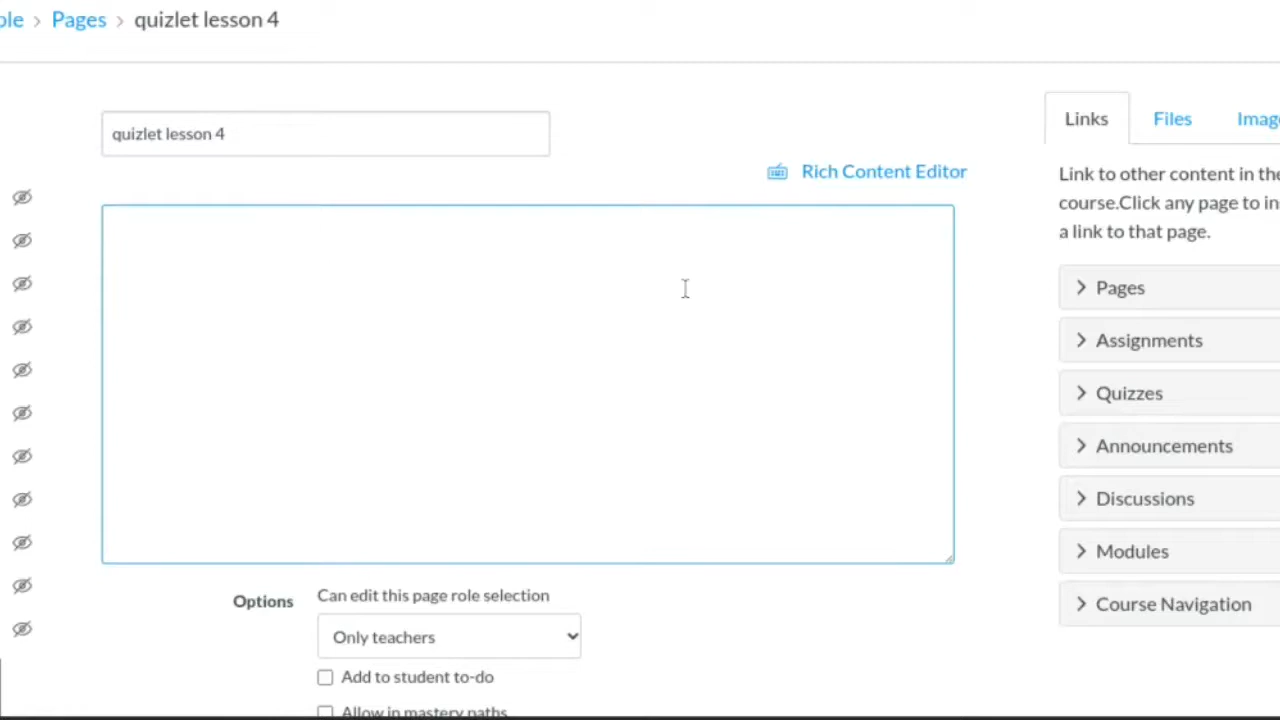 ple > Pages > quizlet lesson 4
quizlet lesson 4
Rich Content Editor
Links
Files
Imag
Link to other content in the
course.Click any page to in
a link to that page.
Pages
Assignments
Quizzes
Announcements
Discussions
Modules
Course Navigation
Options
Can edit this page role selection
Only teachers
Add to student to-do
Allow in mastery paths